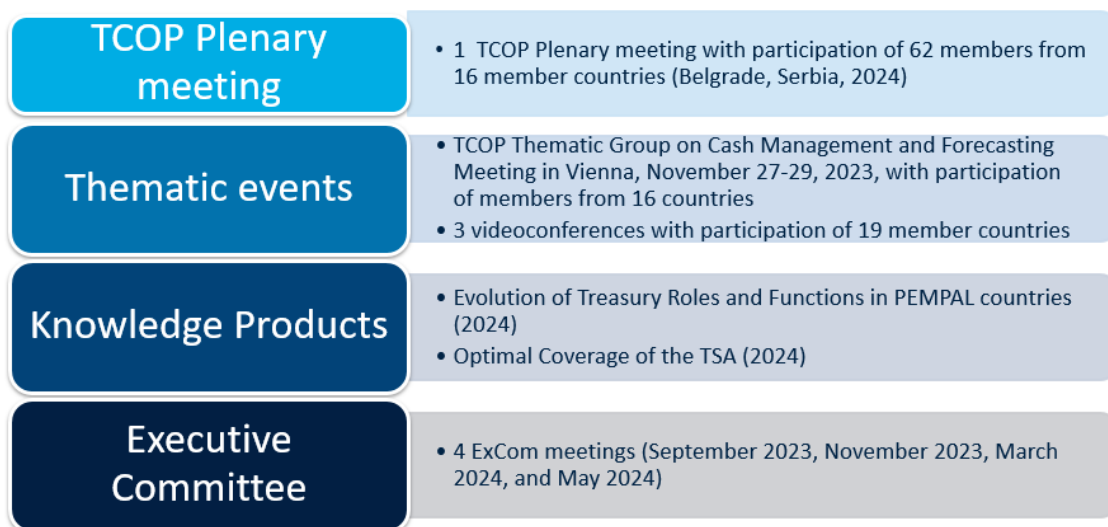 TCOP Plenary
meeting
• 1 TCOP Plenary meeting with participation of 62 members from
16 member countries (Belgrade, Serbia, 2024)
Thematic events
• TCOP Thematic Group on Cash Management and Forecasting
Meeting in Vienna, November 27-29, 2023, with participation
of members from 16 countries
• 3 videoconferences with participation of 19 member countries
Knowledge Products
• Evolution of Treasury Roles and Functions in PEMPAL countries
(2024)
• Optimal Coverage of the TSA (2024)
Executive
Committee
• 4 ExCom meetings (September 2023, November 2023, March
2024, and May 2024)